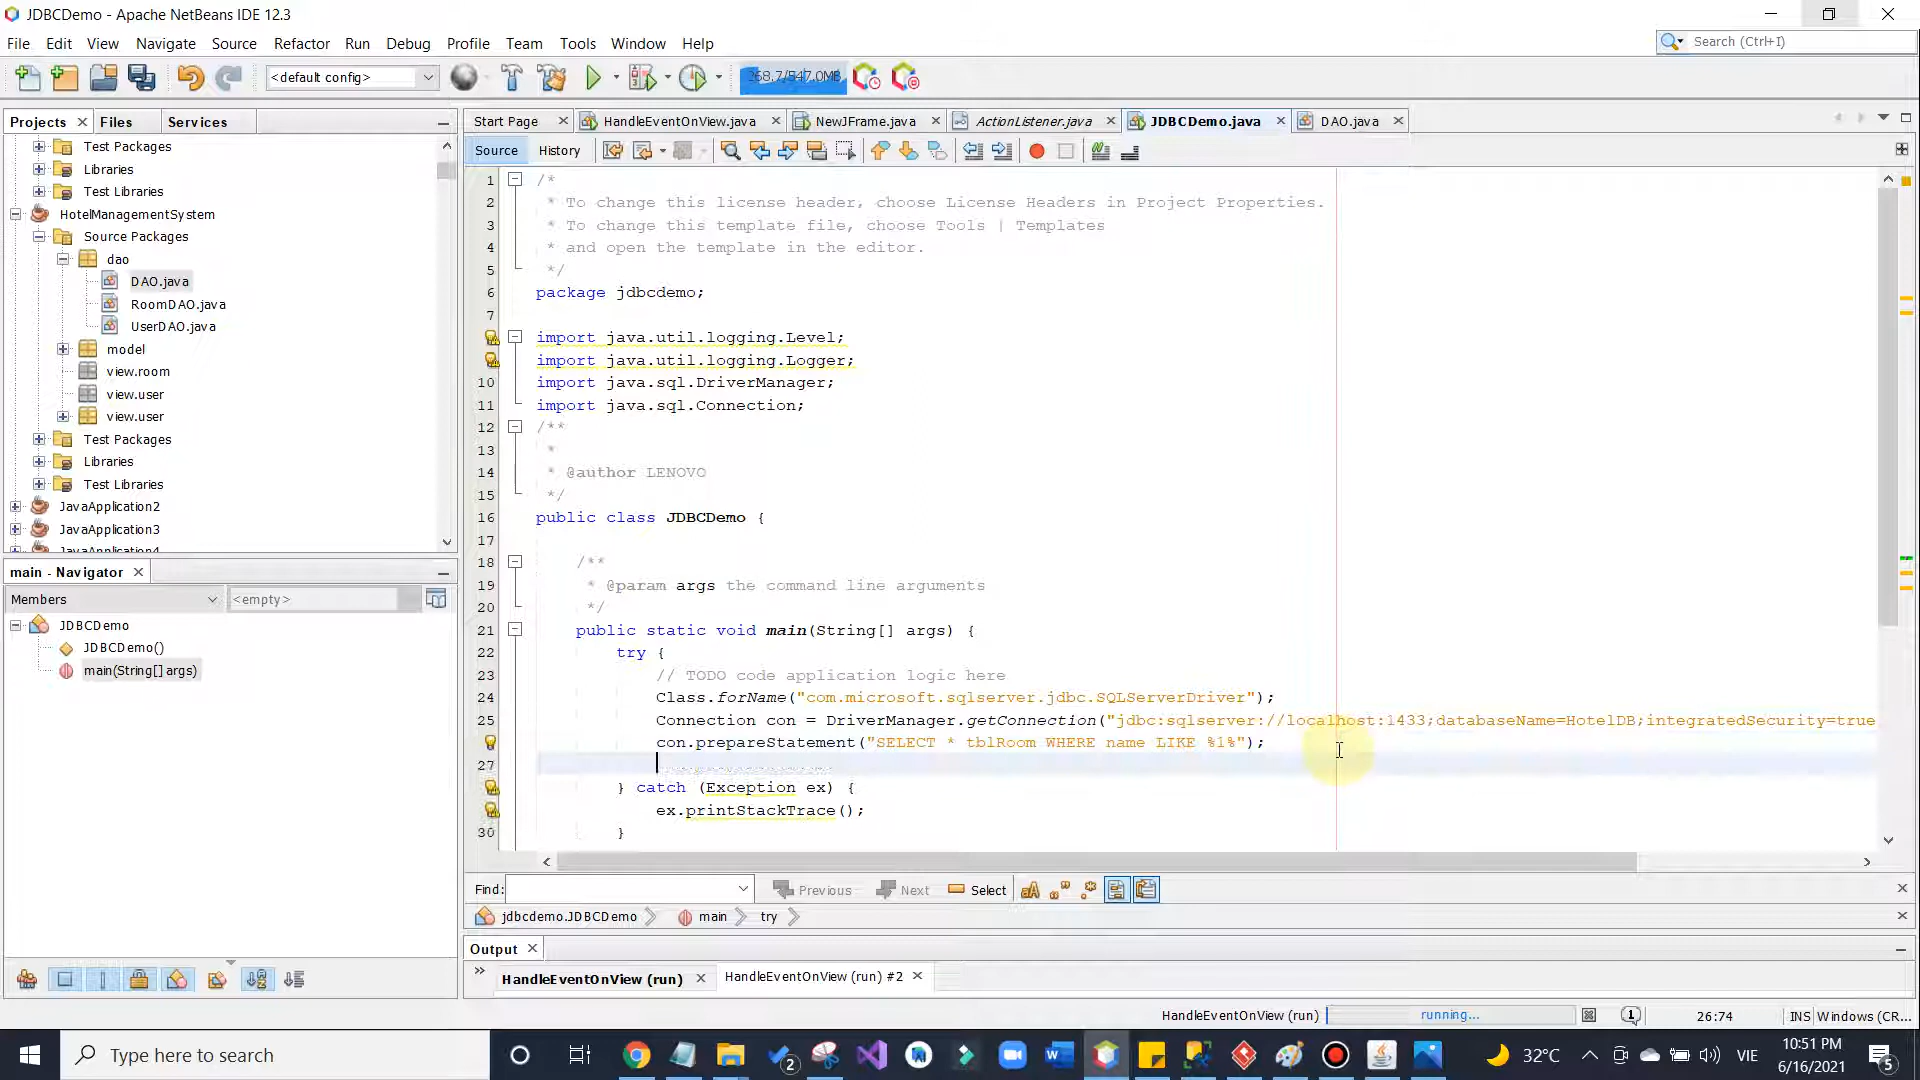 JDBCDemo - Apache NetBeans IDE 12.3
File Edit View Navigate Source Refactor Run Debug Profile Team Tools Window Help
Search (Ctrl+I)
<default config>
268.7/547.0MB
Projects Files Services
Start Page HandleEventOnView.java NewJFrame.java ActionListener.java JDBCDemo.java DAO.java
Source History
Test Packages
Libraries
Test Libraries
HotelManagementSystem
Source Packages
dao
DAO.java
RoomDAO.java
UserDAO.java
model
view.room
view.user
view.user
Test Packages
Libraries
Test Libraries
JavaApplication2
JavaApplication3
JavaApplication4
main - Navigator
Members <empty>
JDBCDemo
JDBCDemo()
main(String[] args)
1 /*
2 * To change this license header, choose License Headers in Project Properties.
3 * To change this template file, choose Tools | Templates
4 * and open the template in the editor.
5 */
6 package jdbcdemo;
7
import java.util.logging.Level;
import java.util.logging.Logger;
10 import java.sql.DriverManager;
11 import java.sql.Connection;
12 /**
13 *
14 * @author LENOVO
15 */
16 public class JDBCDemo {
17
18 /**
19 * @param args the command line arguments
20 */
21 public static void main(String[] args) {
22 try {
23 // TODO code application logic here
24 Class.forName("com.microsoft.sqlserver.jdbc.SQLServerDriver");
25 Connection con = DriverManager.getConnection("jdbc:sqlserver://localhost:1433;databaseName=HotelDB;integratedSecurity=true
con.prepareStatement("SELECT * tblRoom WHERE name LIKE %1%");
27
} catch (Exception ex) {
ex.printStackTrace();
30 }
Find: Previous Next Select
jdbcdemo.JDBCDemo main try
Output
HandleEventOnView (run) HandleEventOnView (run) #2
HandleEventOnView (run) running... 1 26:74 INS Windows (CR...
Type here to search
2
32°C
VIE
10:51 PM
6/16/2021
5